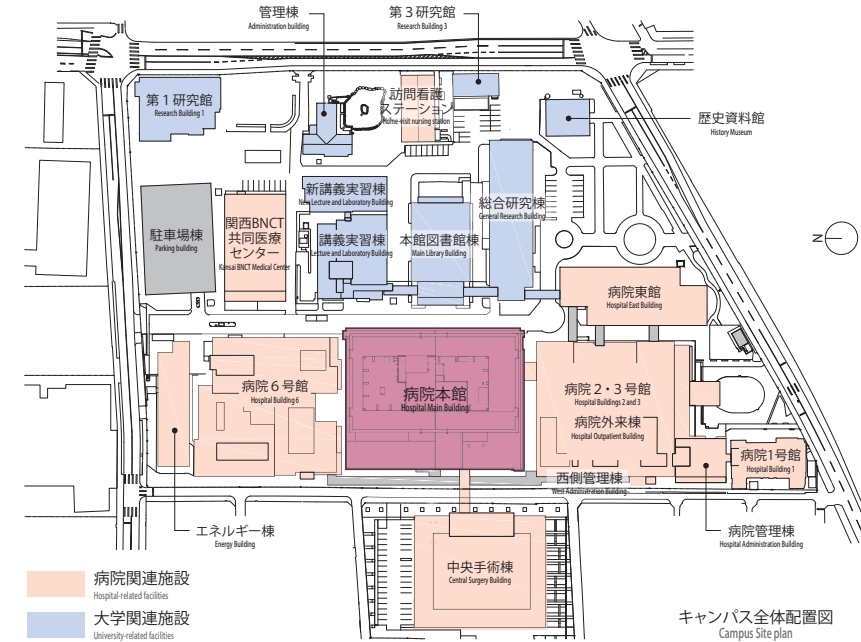 管理棟
Administration building
第３研究館
Research Building 3
第１研究館
Research Building 1
訪問看護
ステーション
Home-visit nursing station
歴史資料館
History Museum
新講義実習棟
New Lecture and Laboratory Building
総合研究棟
General Research Building
駐車場棟
Parking building
関西BNCT
共同医療
センター
Kansai BNCT Medical Center
講義実習棟
Lecture and Laboratory Building
本館図書館棟
Main Library Building
N
病院東館
Hospital East Building
病院６号館
Hospital Building 6
病院本館
Hospital Main Building
病院２・３号館
Hospital Buildings 2 and 3
病院外来棟
Hospital Outpatient Building
病院1号館
Hospital Building 1
西側管理棟
West Administration Building
エネルギー棟
Energy Building
病院管理棟
Hospital Administration Building
中央手術棟
Central Surgery Building
病院関連施設
Hospital-related facilities
大学関連施設
University-related facilities
キャンパス全体配置図
Campus Site plan